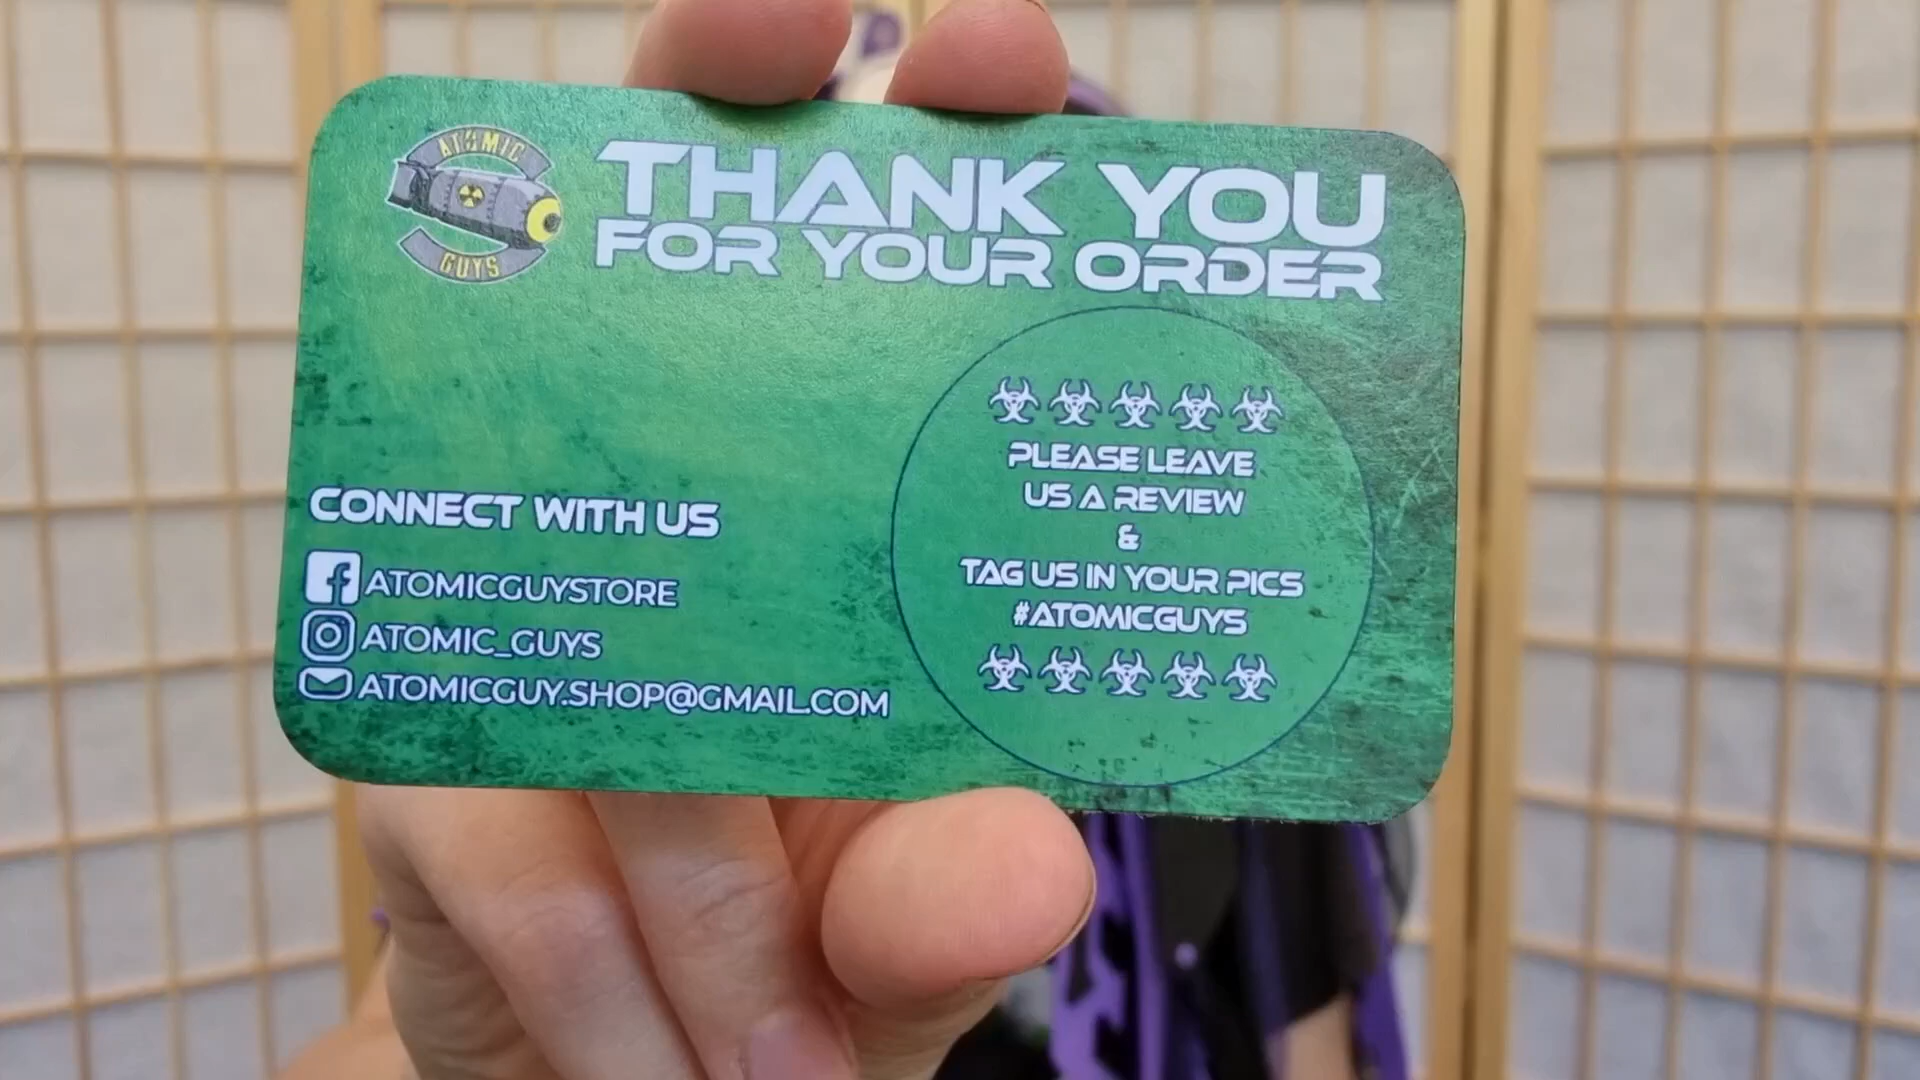 ATOMIC
GUYS
THANK YOU
FOR YOUR ORDER
CONNECT WITH US
ATOMICGUYSTORE
ATOMIC_GUYS
ATOMICGUY.SHOP@GMAIL.COM
PLEASE LEAVE
US A REVIEW
&
TAG US IN YOUR PICS
#ATOMICGUYS